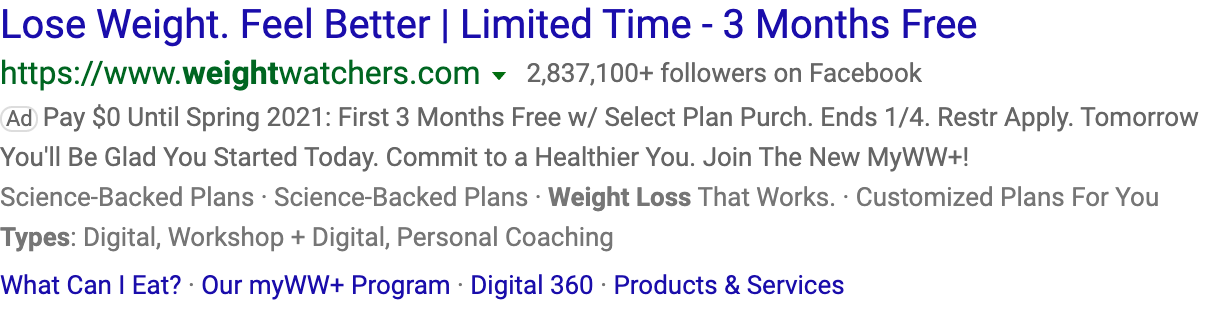 Lose Weight. Feel Better | Limited Time - 3 Months Free
https://www.weightwatchers.com 2,837,100+ followers on Facebook
Ad Pay $0 Until Spring 2021: First 3 Months Free w/ Select Plan Purch. Ends 1/4. Restr Apply. Tomorrow
You'll Be Glad You Started Today. Commit to a Healthier You. Join The New MyWW+!
Science-Backed Plans · Science-Backed Plans · Weight Loss That Works. · Customized Plans For You
Types: Digital, Workshop + Digital, Personal Coaching
What Can I Eat? · Our myWW+ Program · Digital 360 · Products & Services